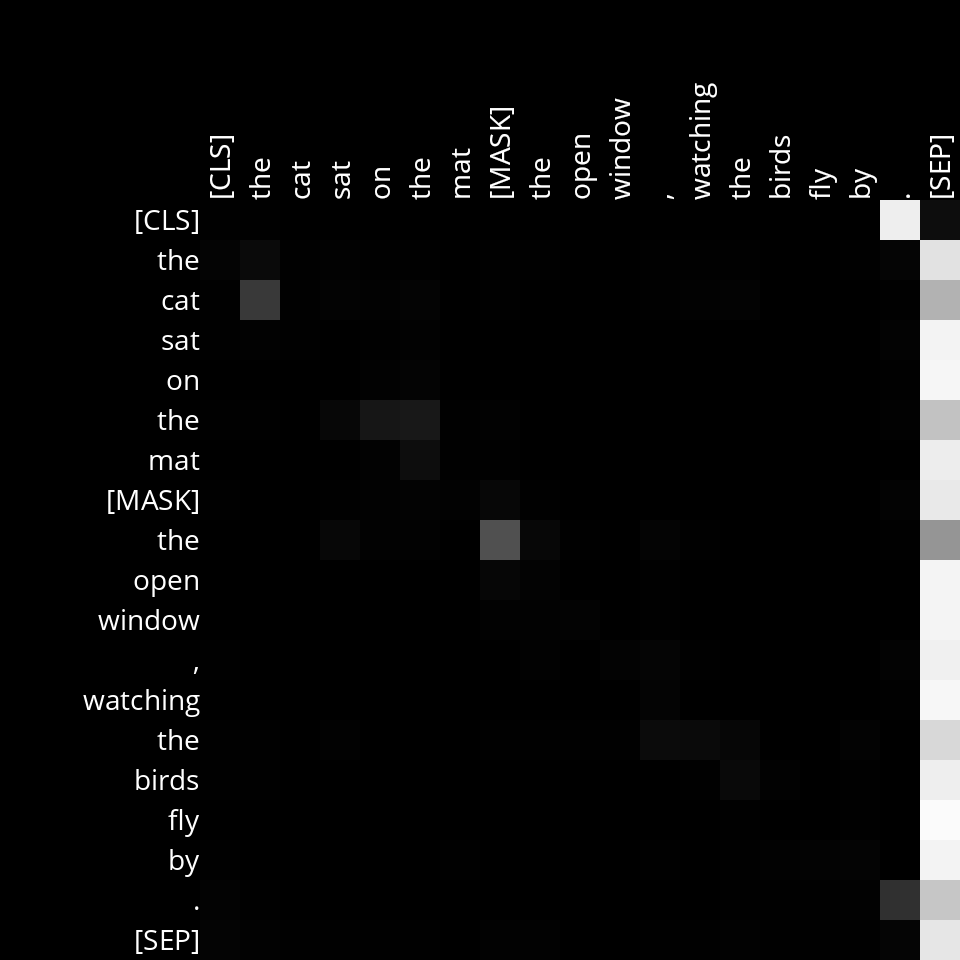 [CLS] the cat sat on the mat [MASK] the open window , watching the birds fly by . [SEP]
[CLS]
the
cat
sat
on
the
mat
[MASK]
the
open
window
,
watching
the
birds
fly
by
.
[SEP]